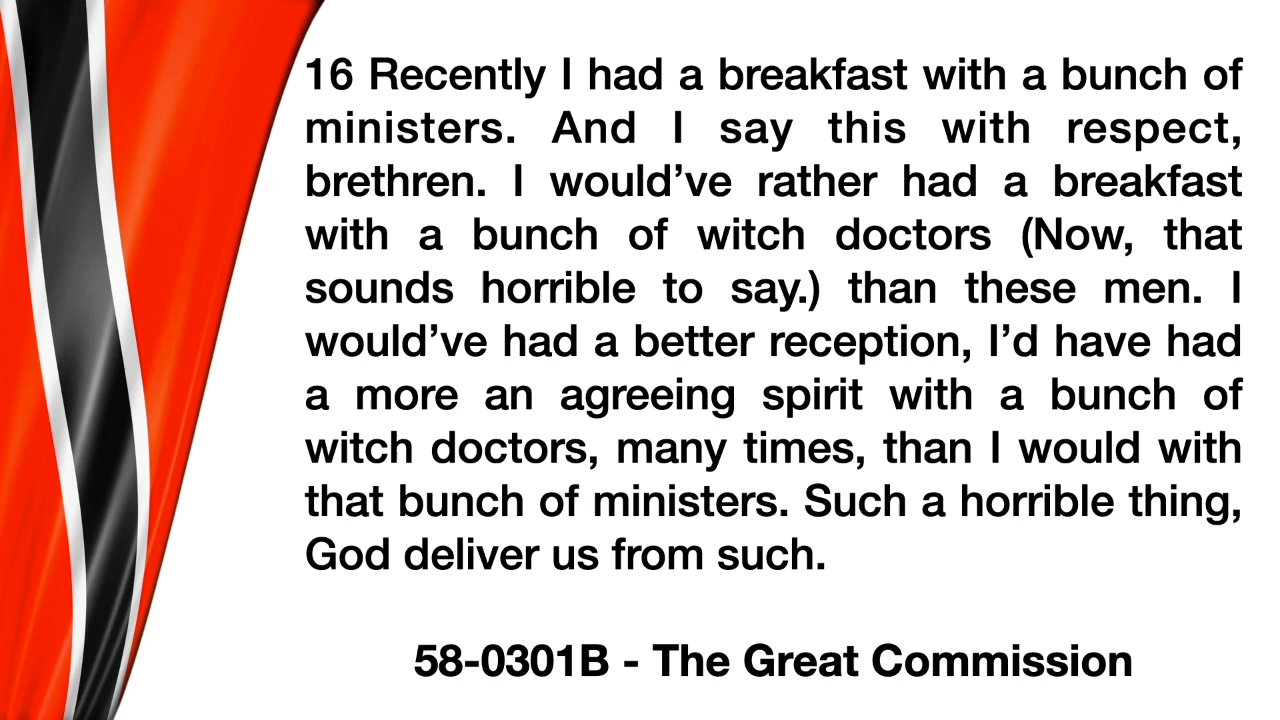 16 Recently I had a breakfast with a bunch of
ministers. And I say this with respect,
brethren. I would’ve rather had a breakfast
with a bunch of witch doctors (Now, that
sounds horrible to say.) than these men. I
would’ve had a better reception, I’d have had
a more an agreeing spirit with a bunch of
witch doctors, many times, than I would with
that bunch of ministers. Such a horrible thing,
God deliver us from such.
58-0301B - The Great Commission